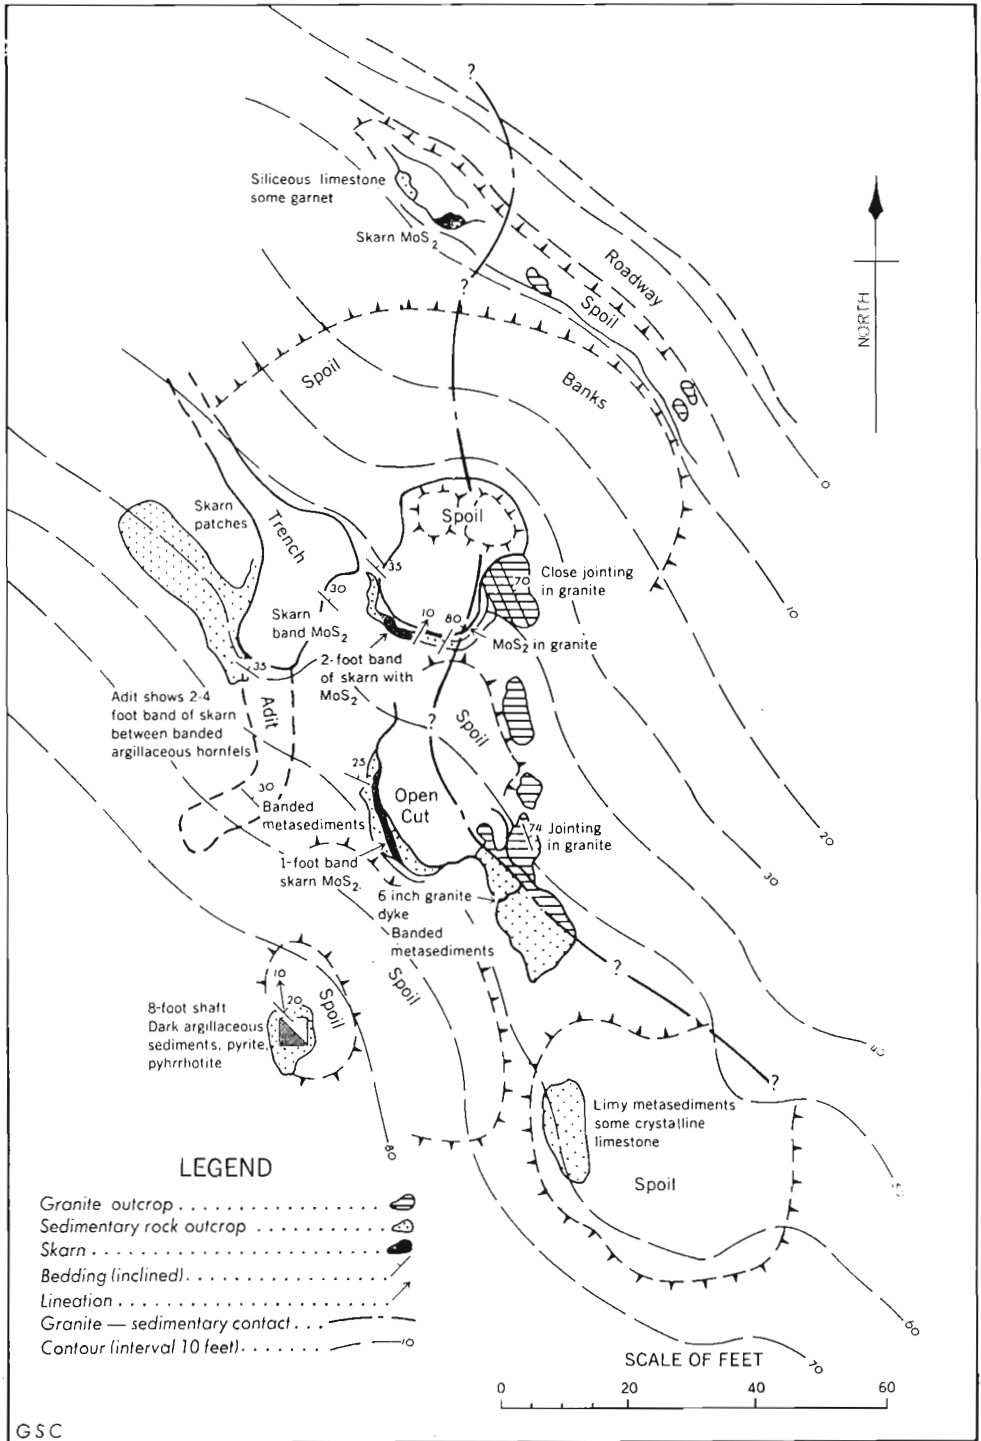 ?
Siliceous limestone
some garnet
Skarn MoS2
Roadway
?
Spoil
NORTH
Spoil
Banks
0
Skarn
patches
Trench
Spoil
35
70
Close jointing
in granite
30
10
80
10
Skarn
band MoS2
MoS2 in granite
2-foot band
of skarn with
MoS2
35
Adit shows 2-4
foot band of skarn
between banded
argillaceous hornfels
Adit
?
Spoil
25
30
Open
Cut
Banded
metasediments
74
Jointing
in granite
20
30
1-foot band
skarn MoS2.
6 inch granite
dyke
Banded
metasediments
?
10
20
Spoil
Spoil
8-foot shaft
Dark argillaceous
sediments, pyrite,
pyhrrhotite
?
Limy metasediments
some crystalline
limestone
80
Spoil
LEGEND
Granite outcrop
Sedimentary rock outcrop
Skarn
Bedding (inclined)
Lineation
Granite — sedimentary contact
Contour (interval 10 feet)
10
60
70
SCALE OF FEET
0 20 40 60
GSC